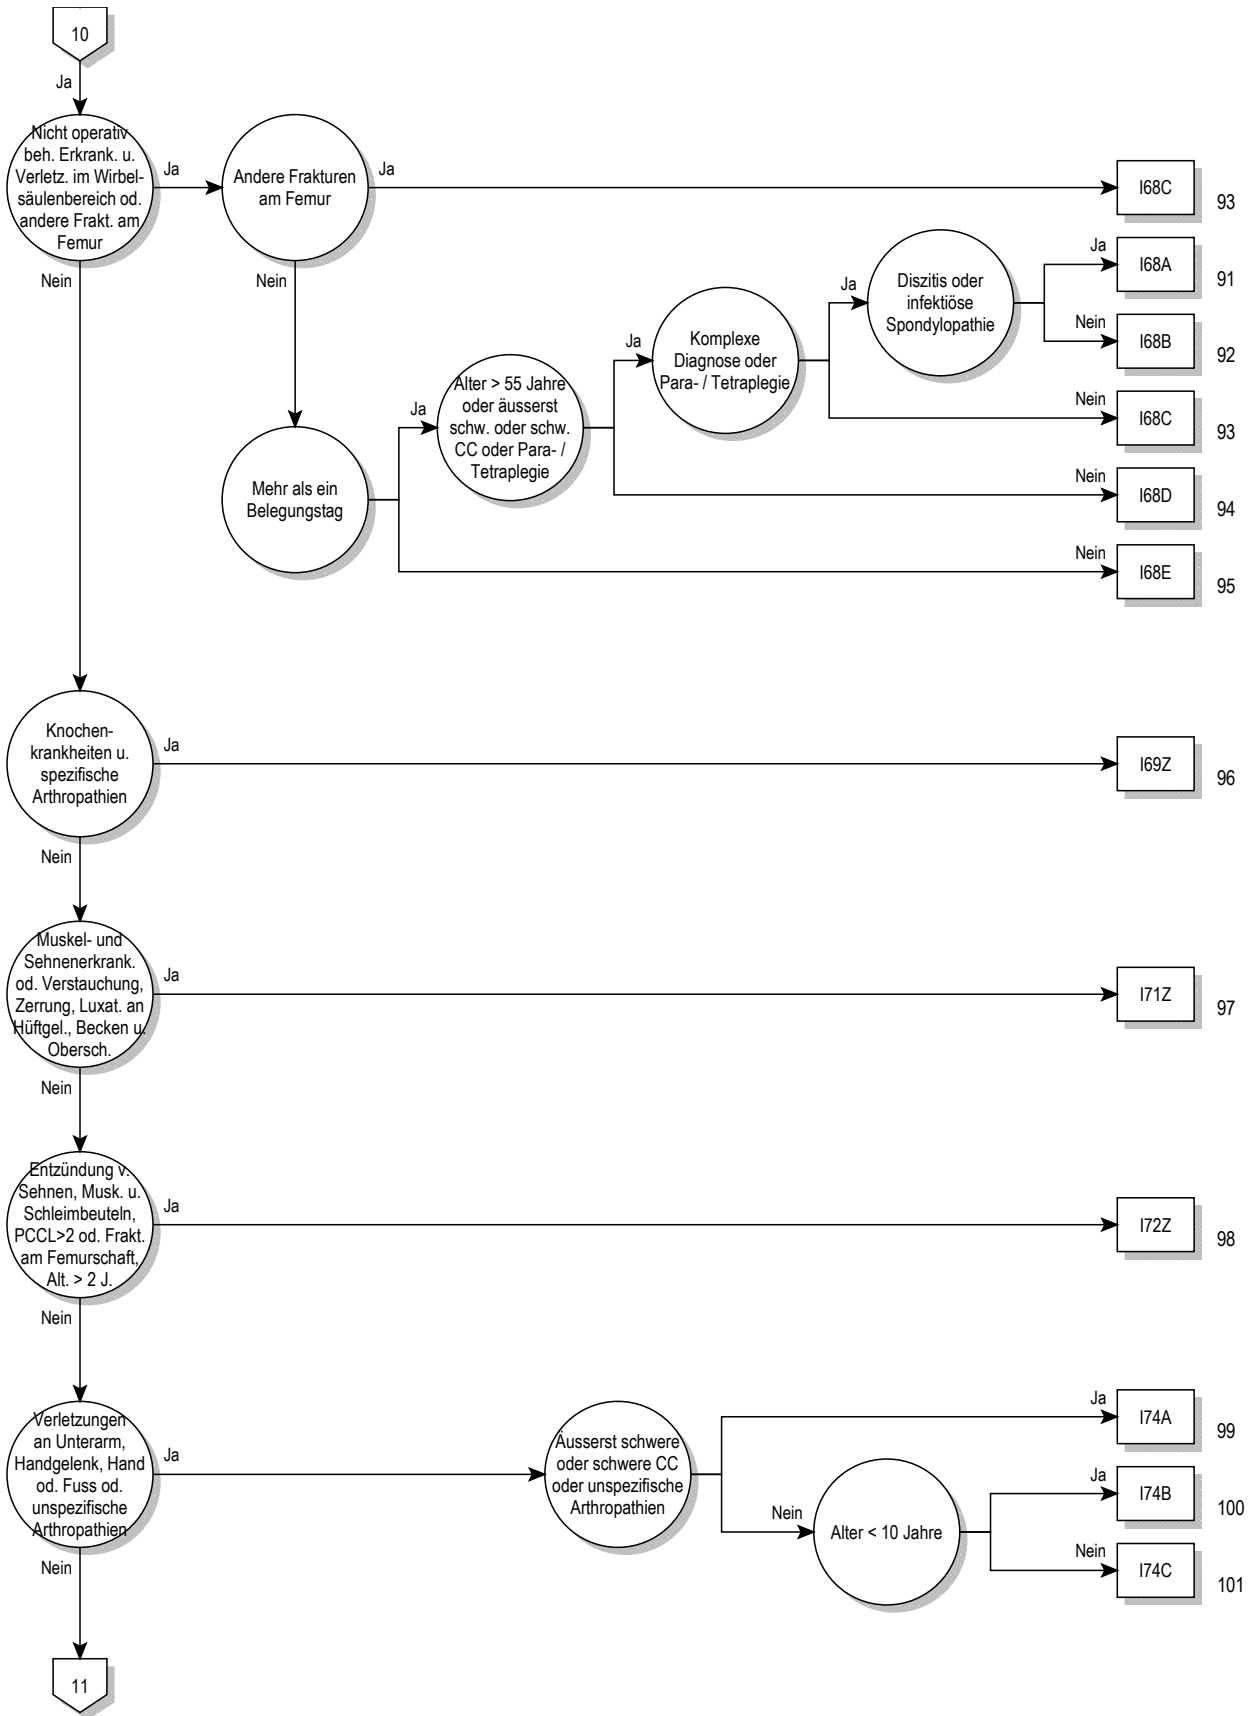 10
Ja
Nicht operativ
beh. Erkrank. u.
Verletz. im Wirbel-
säulenbereich od.
andere Frakt. am
Femur
Ja
Andere Frakturen
am Femur
Ja
I68C
93
Nein
Nein
Mehr als ein
Belegungstag
Ja
Alter > 55 Jahre
oder äusserst
schw. oder schw.
CC oder Para- /
Tetraplegie
Ja
Komplexe
Diagnose oder
Para- / Tetraplegie
Ja
Diszitis oder
infektiöse
Spondylopathie
Ja
I68A
91
Nein
I68B
92
Nein
I68C
93
Nein
I68D
94
Nein
I68E
95
Knochen-
krankheiten u.
spezifische
Arthropathien
Ja
I69Z
96
Nein
Muskel- und
Sehnenerkrank.
od. Verstauchung,
Zerrung, Luxat. an
Hüftgel., Becken u.
Obersch.
Ja
I71Z
97
Nein
Entzündung v.
Sehnen, Musk. u.
Schleimbeuteln,
PCCL>2 od. Frakt.
am Femurschaft,
Alt. > 2 J.
Ja
I72Z
98
Nein
Verletzungen
an Unterarm,
Handgelenk, Hand
od. Fuss od.
unspezifische
Arthropathien
Ja
Äusserst schwere
oder schwere CC
oder unspezifische
Arthropathien
Ja
I74A
99
Nein
Alter < 10 Jahre
Ja
I74B
100
Nein
I74C
101
Nein
11